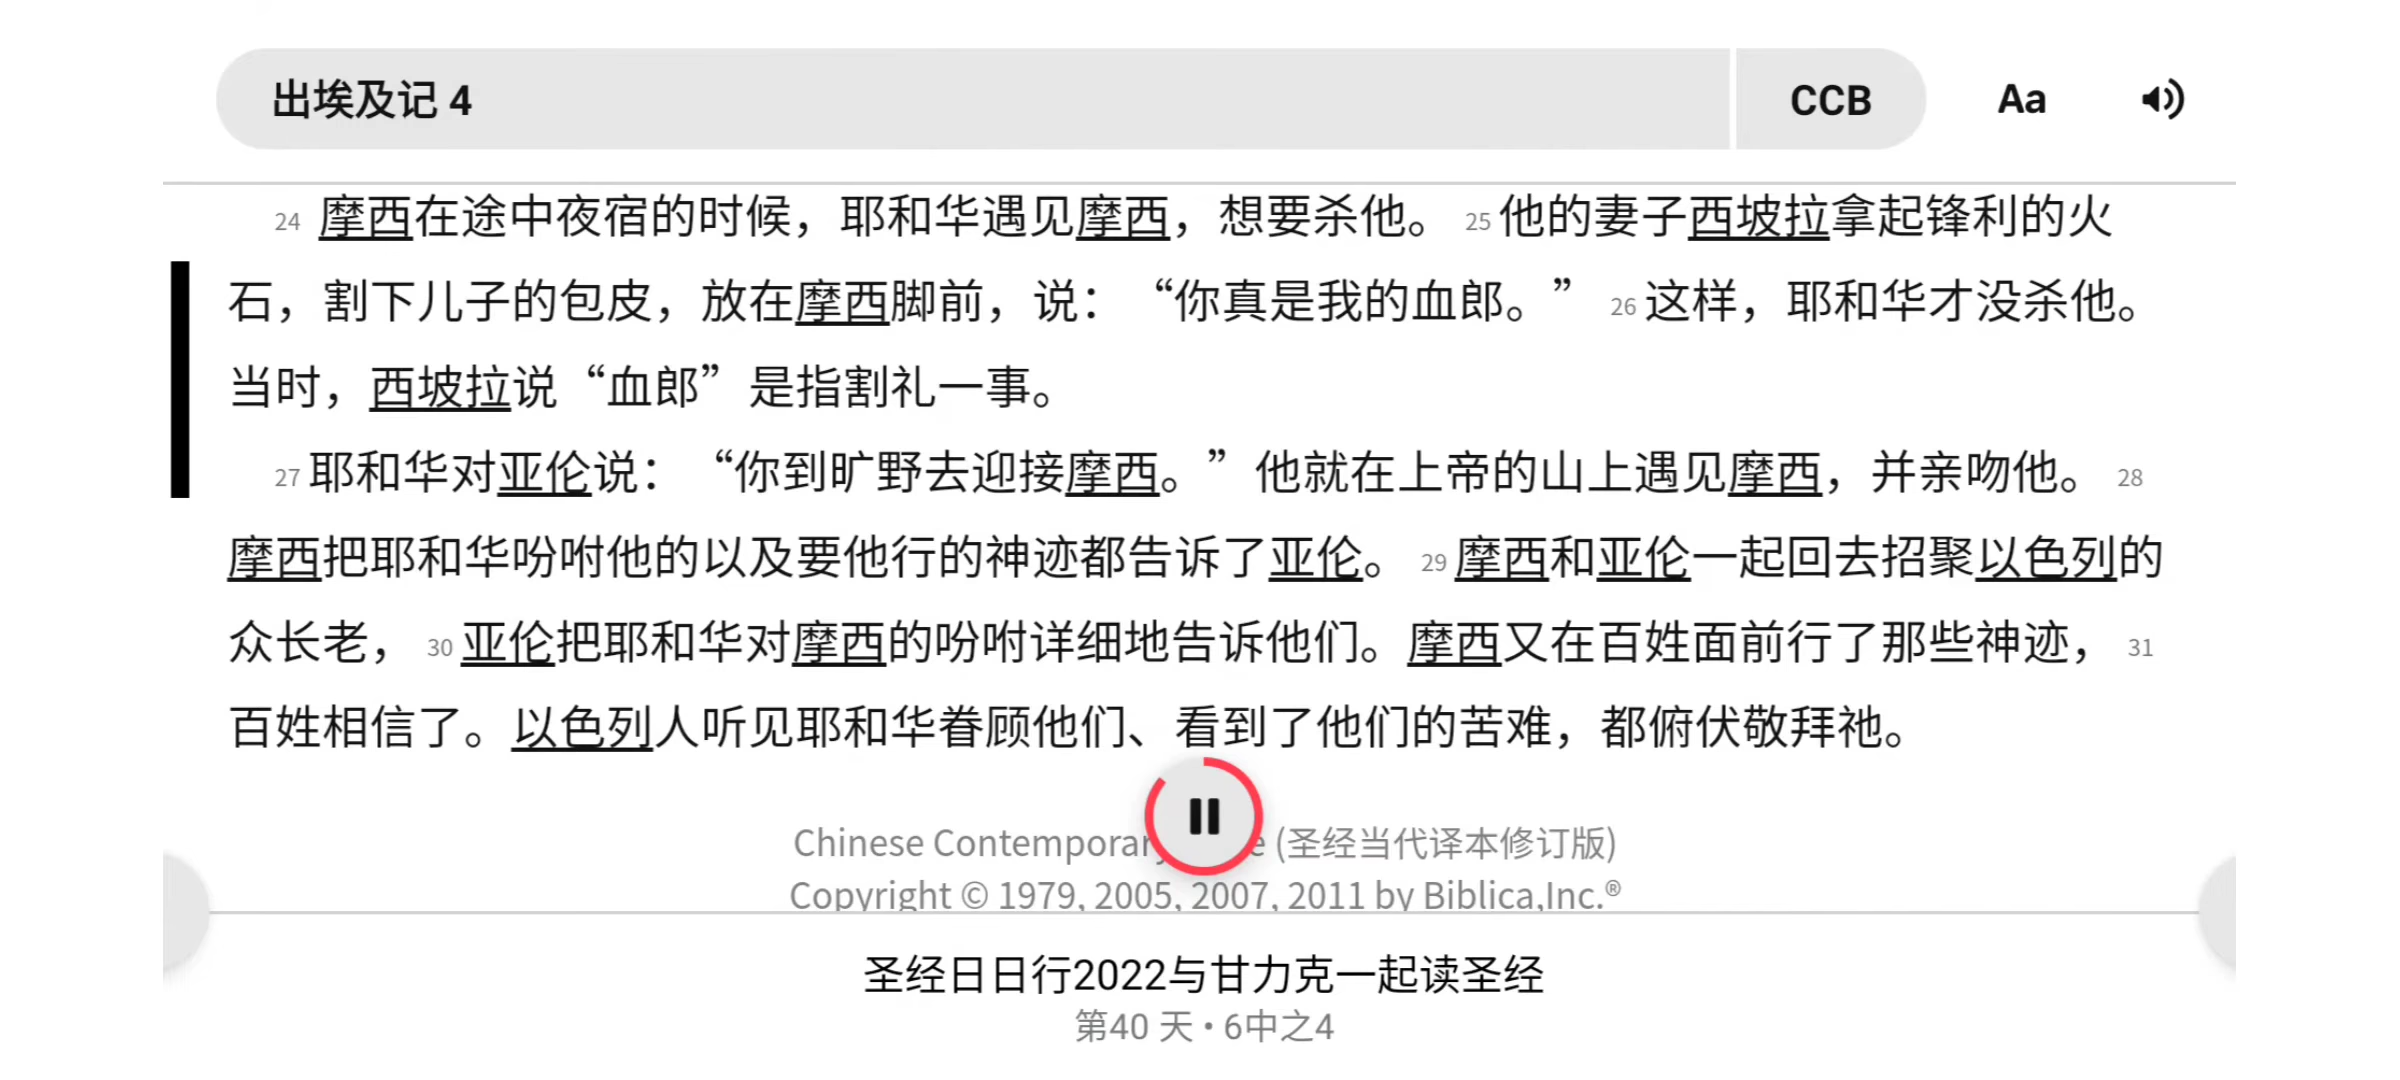 出埃及记 4
CCB
Aa
24 摩西在途中夜宿的时候，耶和华遇见摩西，想要杀他。 25 他的妻子西坡拉拿起锋利的火
石，割下儿子的包皮，放在摩西脚前，说：“你真是我的血郎。” 26 这样，耶和华才没杀他。
当时，西坡拉说“血郎”是指割礼一事。
27 耶和华对亚伦说：“你到旷野去迎接摩西。”他就在上帝的山上遇见摩西，并亲吻他。 28
摩西把耶和华吩咐他的以及要他行的神迹都告诉了亚伦。 29 摩西和亚伦一起回去招聚以色列的
众长老， 30 亚伦把耶和华对摩西的吩咐详细地告诉他们。摩西又在百姓面前行了那些神迹， 31
百姓相信了。以色列人听见耶和华眷顾他们、看到了他们的苦难，都俯伏敬拜祂。
Chinese Contemporary (圣经当代译本修订版)
Copyright © 1979, 2005, 2007, 2011 by Biblica,Inc.®
圣经日日行2022与甘力克一起读圣经
第40 天 • 6中之4